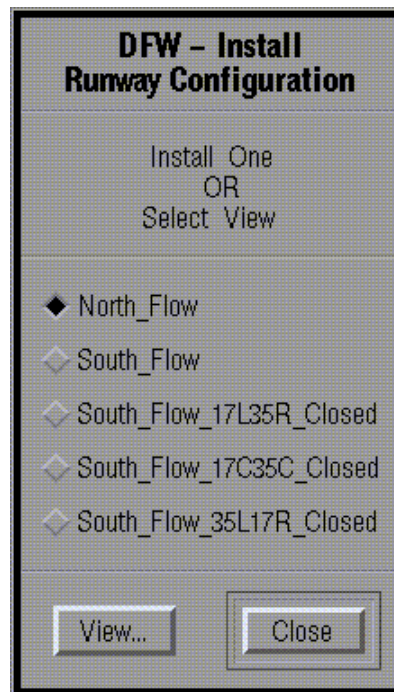 DFW – Install
Runway Configuration
Install One
OR
Select View
North_Flow
South_Flow
South_Flow_17L35R_Closed
South_Flow_17C35C_Closed
South_Flow_35L17R_Closed
View...
Close